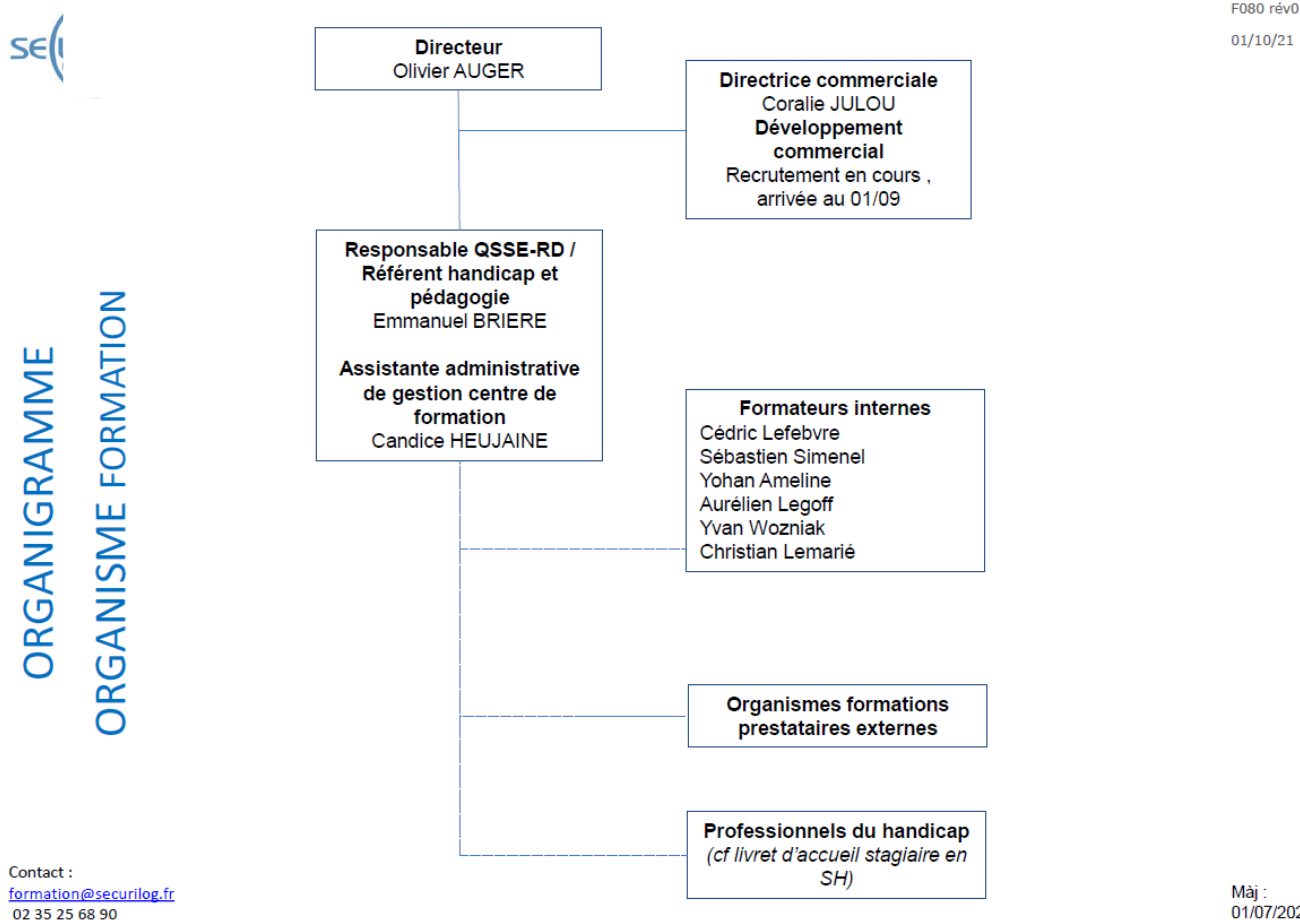 F080 rév0
01/10/21
Directeur
Olivier AUGER
Directrice commerciale
Coralie JULOU
Développement
commercial
Recrutement en cours ,
arrivée au 01/09
Responsable QSSE-RD /
Référent handicap et
pédagogie
Emmanuel BRIERE
Assistante administrative
de gestion centre de
formation
Candice HEUJAINE
ORGANIGRAMME
ORGANISME FORMATION
Formateurs internes
Cédric Lefebvre
Sébastien Simenel
Yohan Ameline
Aurélien Legoff
Yvan Wozniak
Christian Lemarié
Organismes formations
prestataires externes
Professionnels du handicap
(cf livret d'accueil stagiaire en
SH)
Contact :
formation@securilog.fr
02 35 25 68 90
Màj :